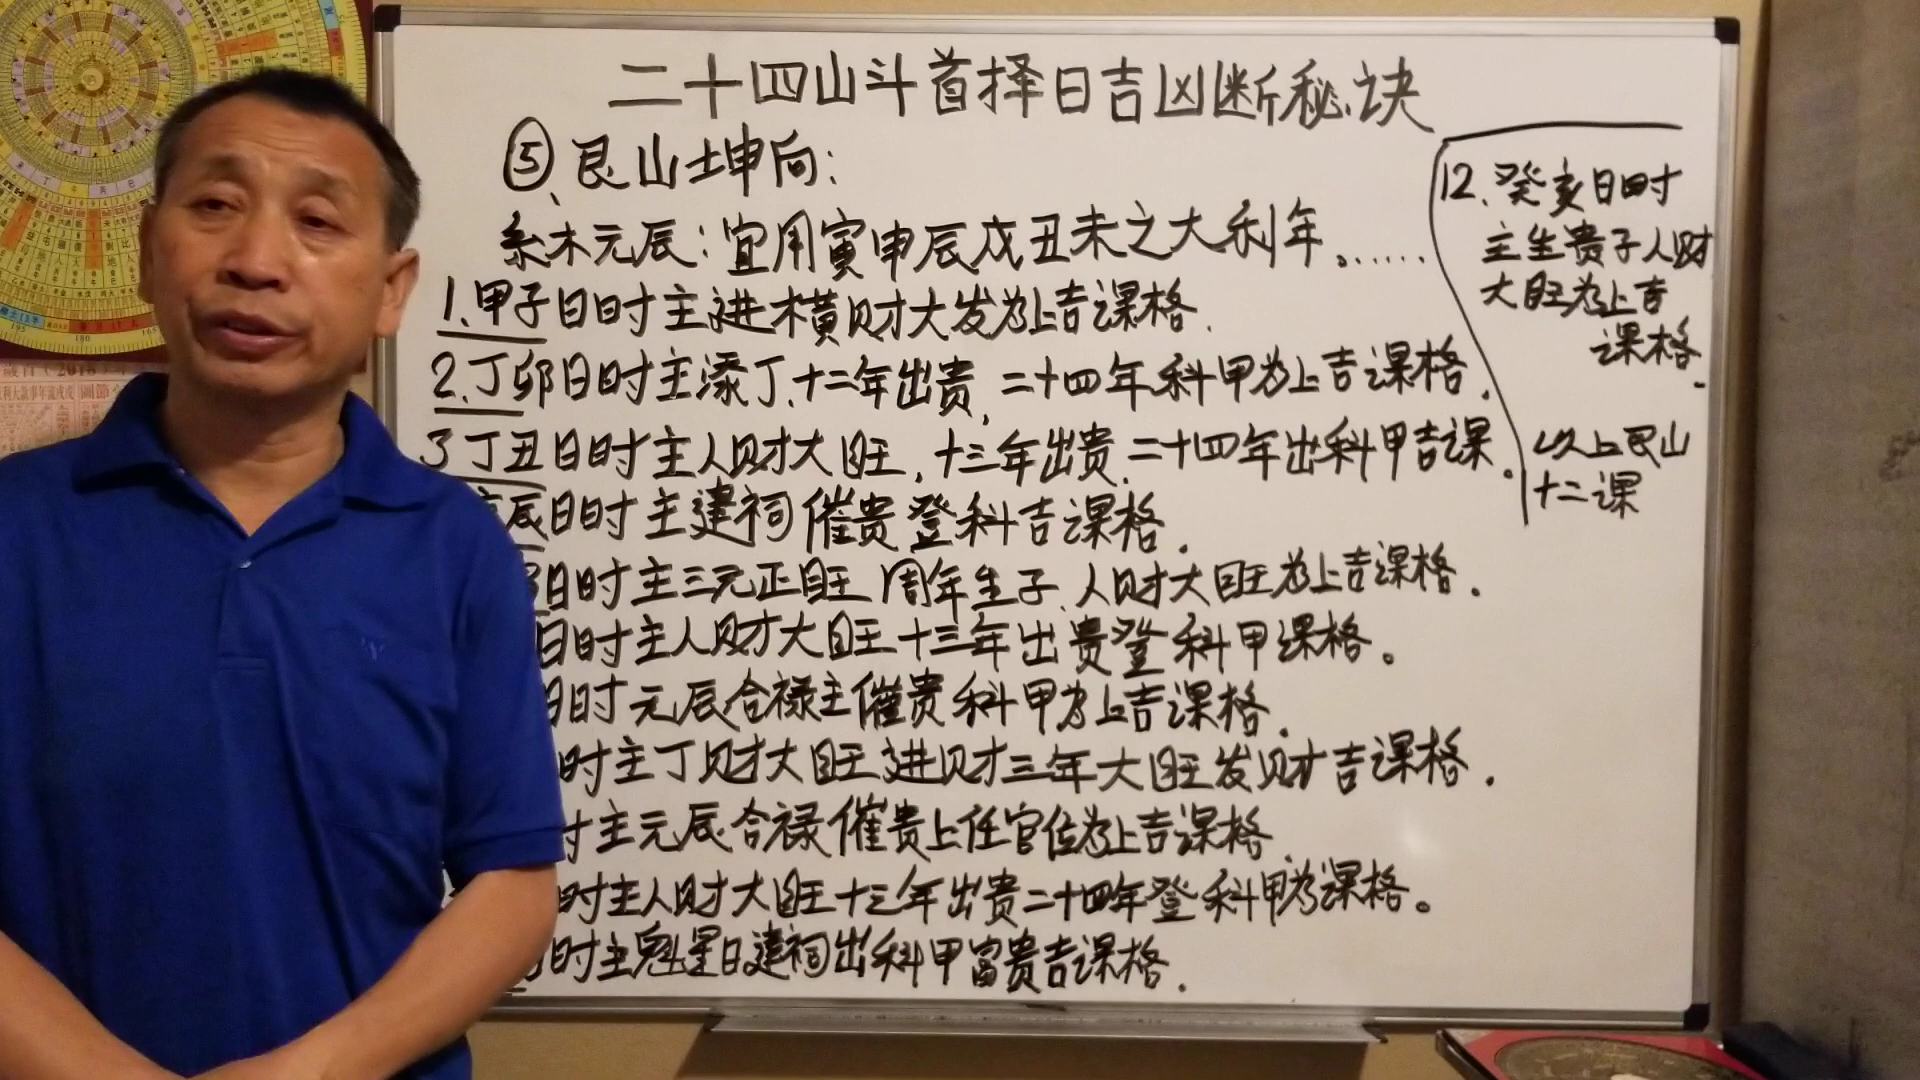 二十四山斗首择日吉凶断秘诀
⑤、艮山坤向:
系木元辰:宜用寅申辰戌丑未之大利年。……
1.甲子日时主进横财大发为上吉课格.
2.丁卯日时主添丁、十二年出贵,二十四年科甲为上吉课格.
3丁丑日时主人财大旺,十三年出贵.二十四年出科甲吉课.
辰日时主建祠催贵登科吉课格.
日时主三元正旺周年生子、人财大旺为上吉课格.
日时主人财大旺十三年出贵登科甲课格。
日时元辰合禄主催贵科甲为上吉课格.
时主丁财大旺进财三年大旺发财吉课格.
时主元辰合禄催贵上任官位为上吉课格
时主人财大旺十三年出贵二十四年登科甲为课格。
时主魁星日建祠出科甲富贵吉课格.
12.癸亥日时
主生贵子人财
大旺为上吉
课格.
以上艮山
十二课
180
165
195